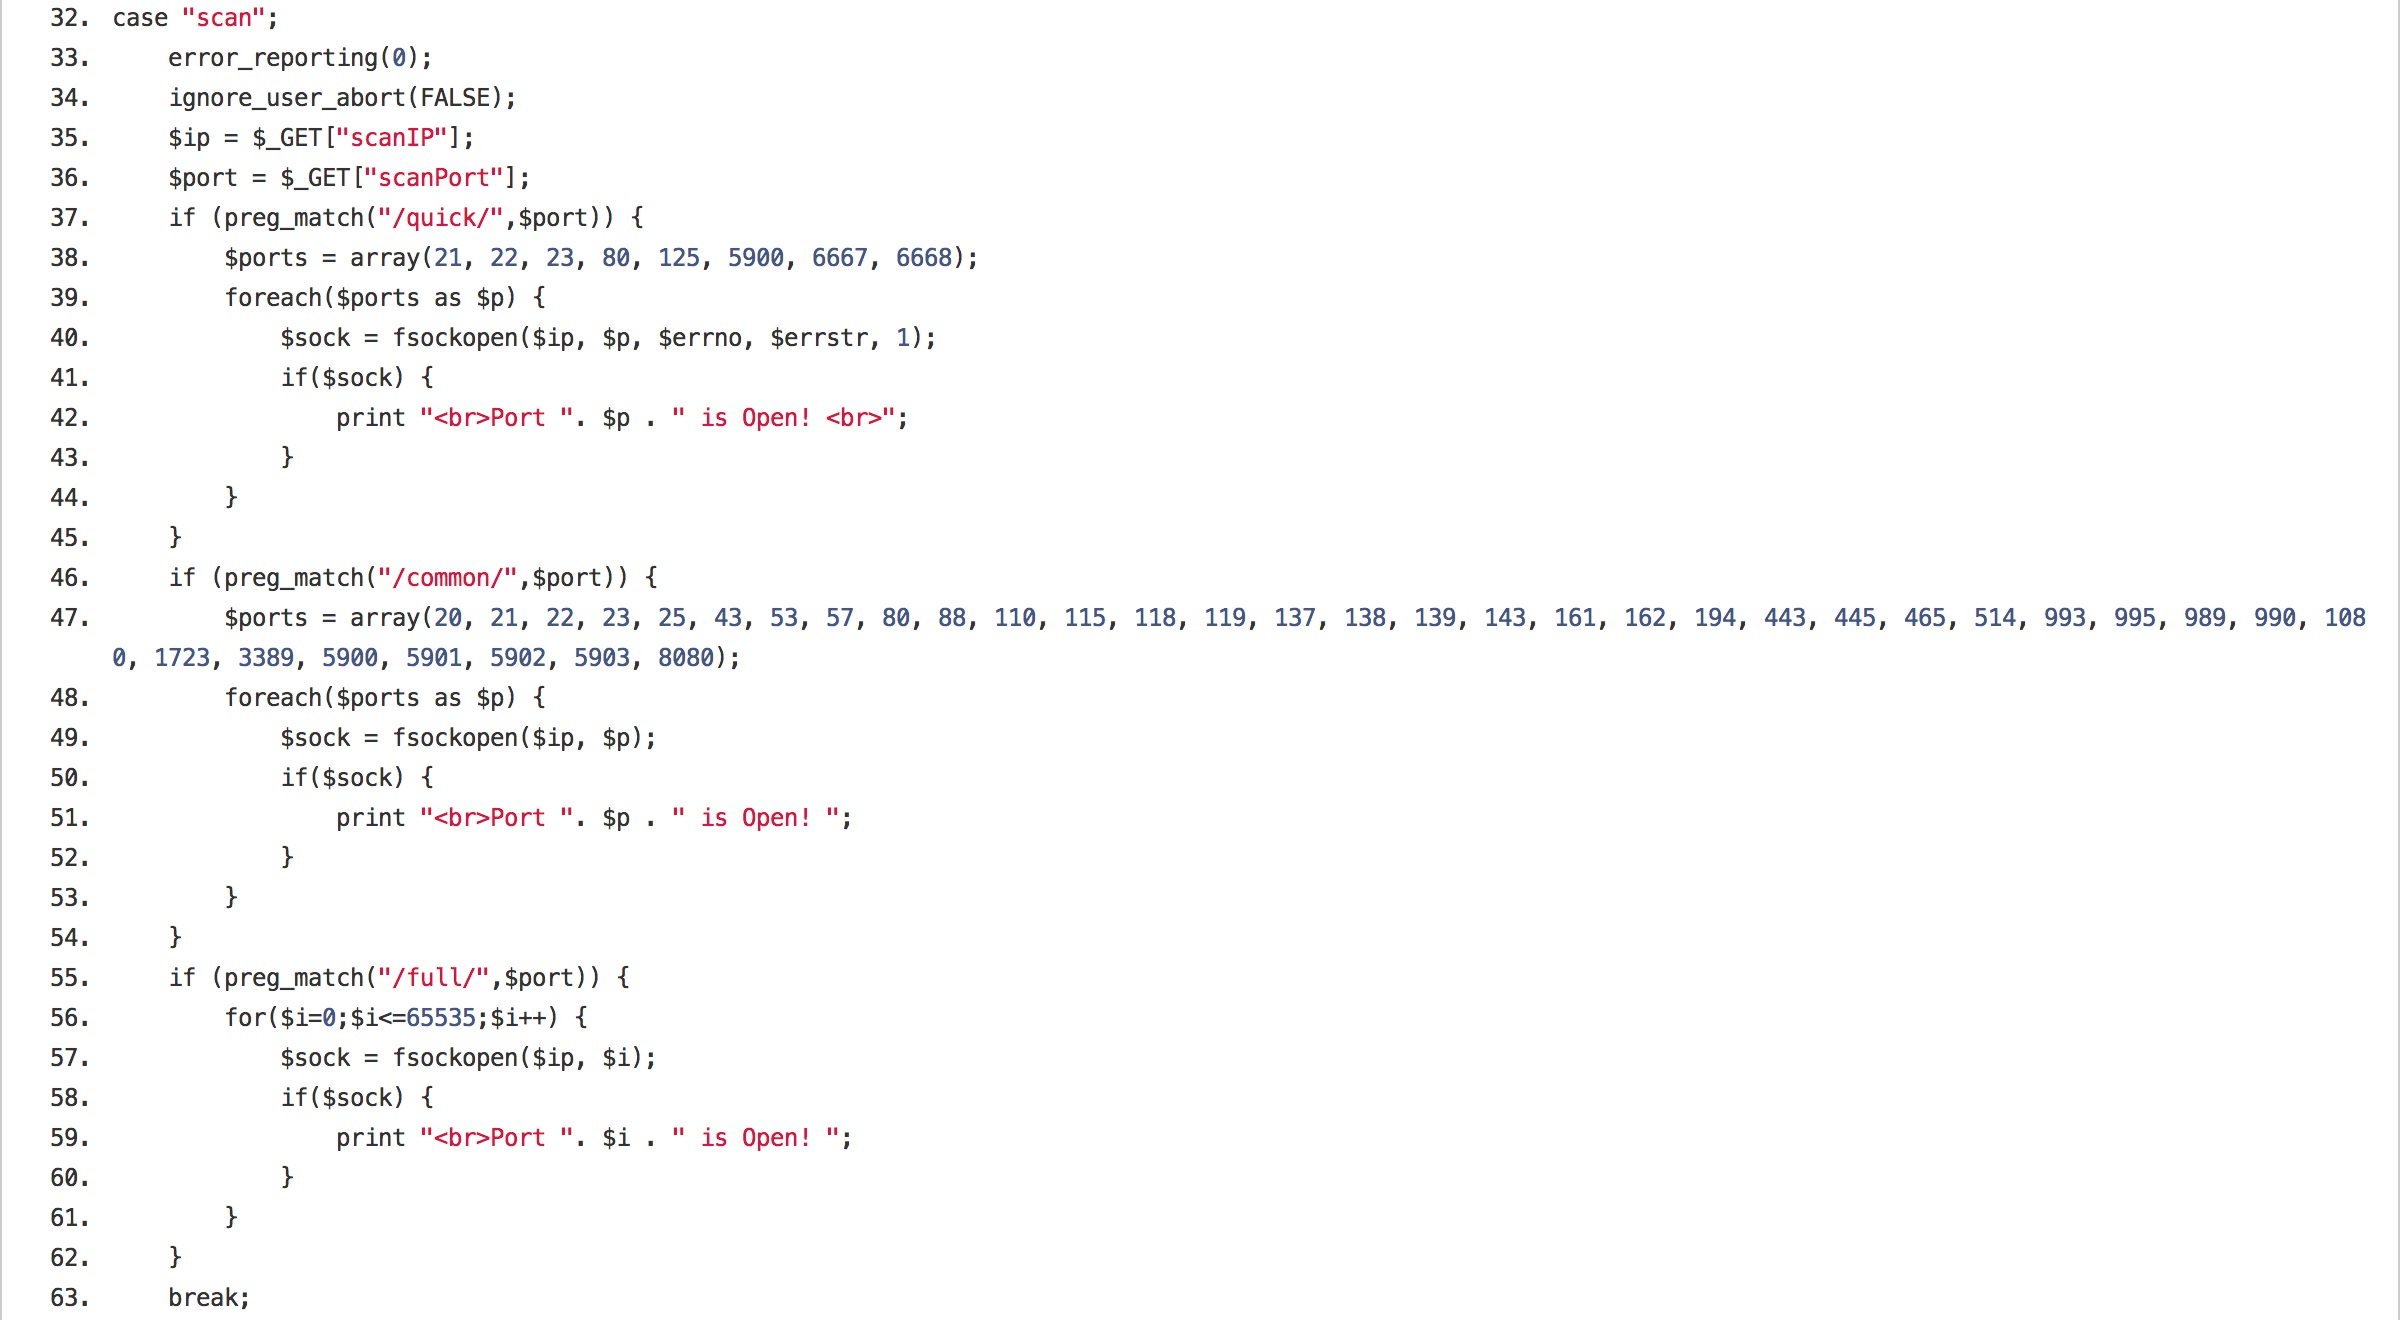 32. case "scan";
33. error_reporting(0);
34. ignore_user_abort(FALSE);
35. $ip = $_GET["scanIP"];
36. $port = $_GET["scanPort"];
37. if (preg_match("/quick/",$port)) {
38. $ports = array(21, 22, 23, 80, 125, 5900, 6667, 6668);
39. foreach($ports as $p) {
40. $sock = fsockopen($ip, $p, $errno, $errstr, 1);
41. if($sock) {
42. print "<br>Port ". $p . " is Open! <br>";
43. }
44. }
45. }
46. if (preg_match("/common/",$port)) {
47. $ports = array(20, 21, 22, 23, 25, 43, 53, 57, 80, 88, 110, 115, 118, 119, 137, 138, 139, 143, 161, 162, 194, 443, 445, 465, 514, 993, 995, 989, 990, 108
0, 1723, 3389, 5900, 5901, 5902, 5903, 8080);
48. foreach($ports as $p) {
49. $sock = fsockopen($ip, $p);
50. if($sock) {
51. print "<br>Port ". $p . " is Open! ";
52. }
53. }
54. }
55. if (preg_match("/full/",$port)) {
56. for($i=0;$i<=65535;$i++) {
57. $sock = fsockopen($ip, $i);
58. if($sock) {
59. print "<br>Port ". $i . " is Open! ";
60. }
61. }
62. }
63. break;